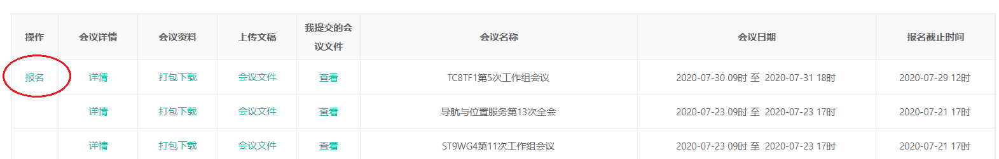 操作 会议详情 会议资料 上传文稿 我提交的会议文件 会议名称 会议日期 报名截止时间
报名 详情 打包下载 会议文件 查看 TC8TF1第5次工作组会议 2020-07-30 09时 至 2020-07-31 18时 2020-07-29 12时
详情 打包下载 会议文件 查看 导航与位置服务第13次全会 2020-07-23 09时 至 2020-07-23 17时 2020-07-21 17时
详情 打包下载 会议文件 查看 ST9WG4第11次工作组会议 2020-07-23 09时 至 2020-07-23 17时 2020-07-21 17时